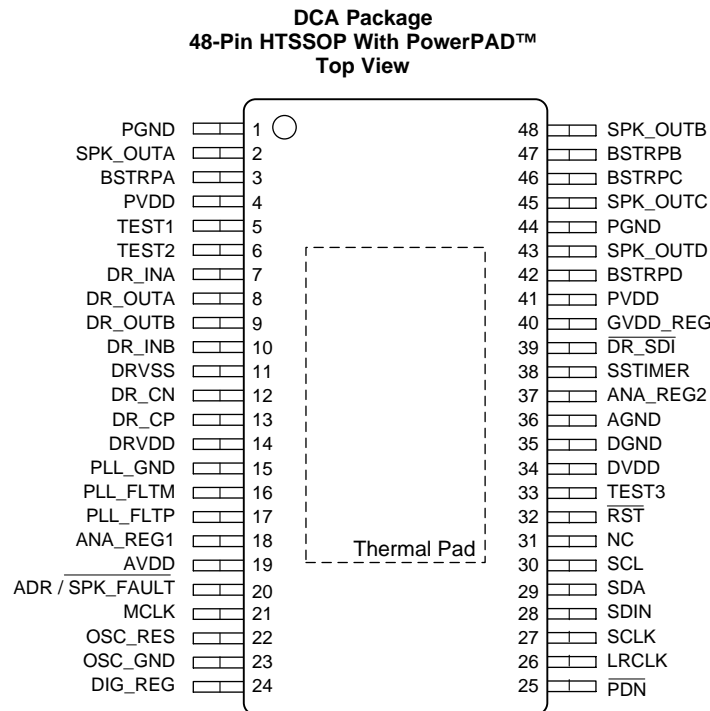 DCA Package
48-Pin HTSSOP With PowerPAD™
Top View
PGND 1 48 SPK_OUTB
SPK_OUTA 2 47 BSTRPB
BSTRPA 3 46 BSTRPC
PVDD 4 45 SPK_OUTC
TEST1 5 44 PGND
TEST2 6 43 SPK_OUTD
DR_INA 7 42 BSTRPD
DR_OUTA 8 41 PVDD
DR_OUTB 9 40 GVDD_REG
DR_INB 10 39 DR_SDI
DRVSS 11 38 SSTIMER
DR_CN 12 37 ANA_REG2
DR_CP 13 36 AGND
DRVDD 14 35 DGND
PLL_GND 15 34 DVDD
PLL_FLTM 16 33 TEST3
PLL_FLTP 17 32 RST
ANA_REG1 18 31 NC
Thermal Pad
AVDD 19 30 SCL
ADR / SPK_FAULT 20 29 SDA
MCLK 21 28 SDIN
OSC_RES 22 27 SCLK
OSC_GND 23 26 LRCLK
DIG_REG 24 25 PDN